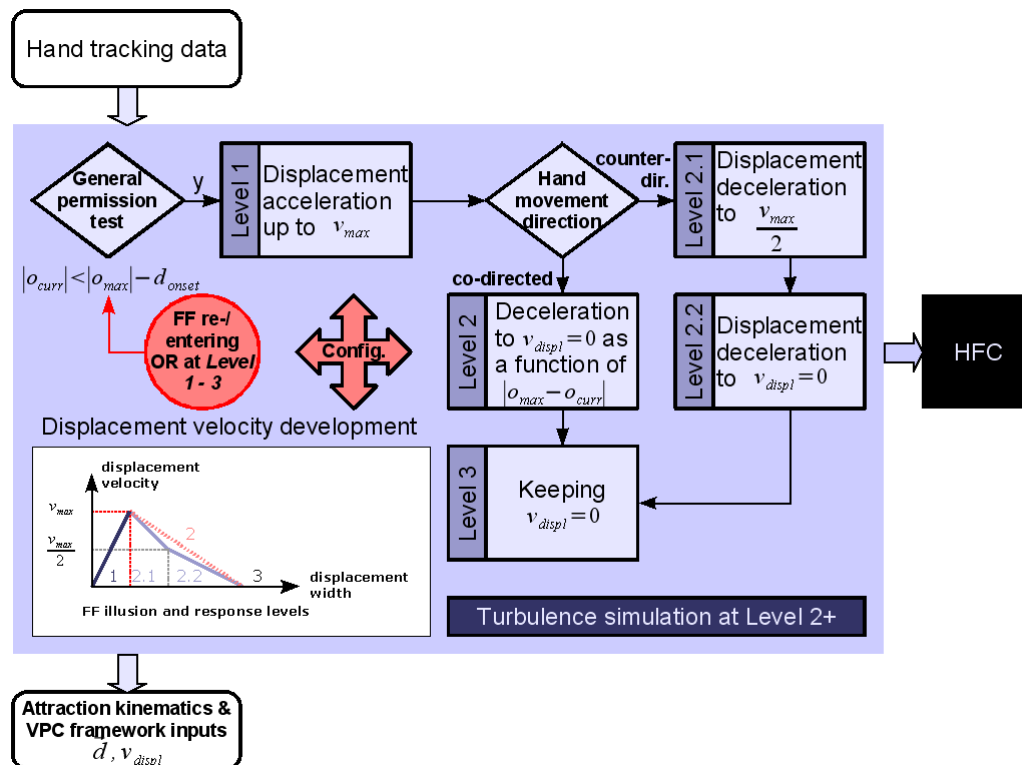 Hand tracking data
General
permission
test
y
Level 1
Displacement
acceleration
up to v_max
Hand
movement
direction
counter-
dir.
Level 2.1
Displacement
deceleration
to v_max/2
|o_curr|<|o_max|−d_onset
co-directed
FF re-/
entering
OR at Level
1 - 3
Config.
Level 2
Deceleration
to v_displ=0 as
a function of
|o_max−o_curr|
Level 2.2
Displacement
deceleration
to v_displ=0
HFC
Displacement velocity development
displacement
velocity
v_max
v_max/2
2
1
2.1
2.2
3
displacement
width
FF illusion and response levels
Level 3
Keeping
v_displ=0
Turbulence simulation at Level 2+
Attraction kinematics &
VPC framework inputs
d⃗, v_displ